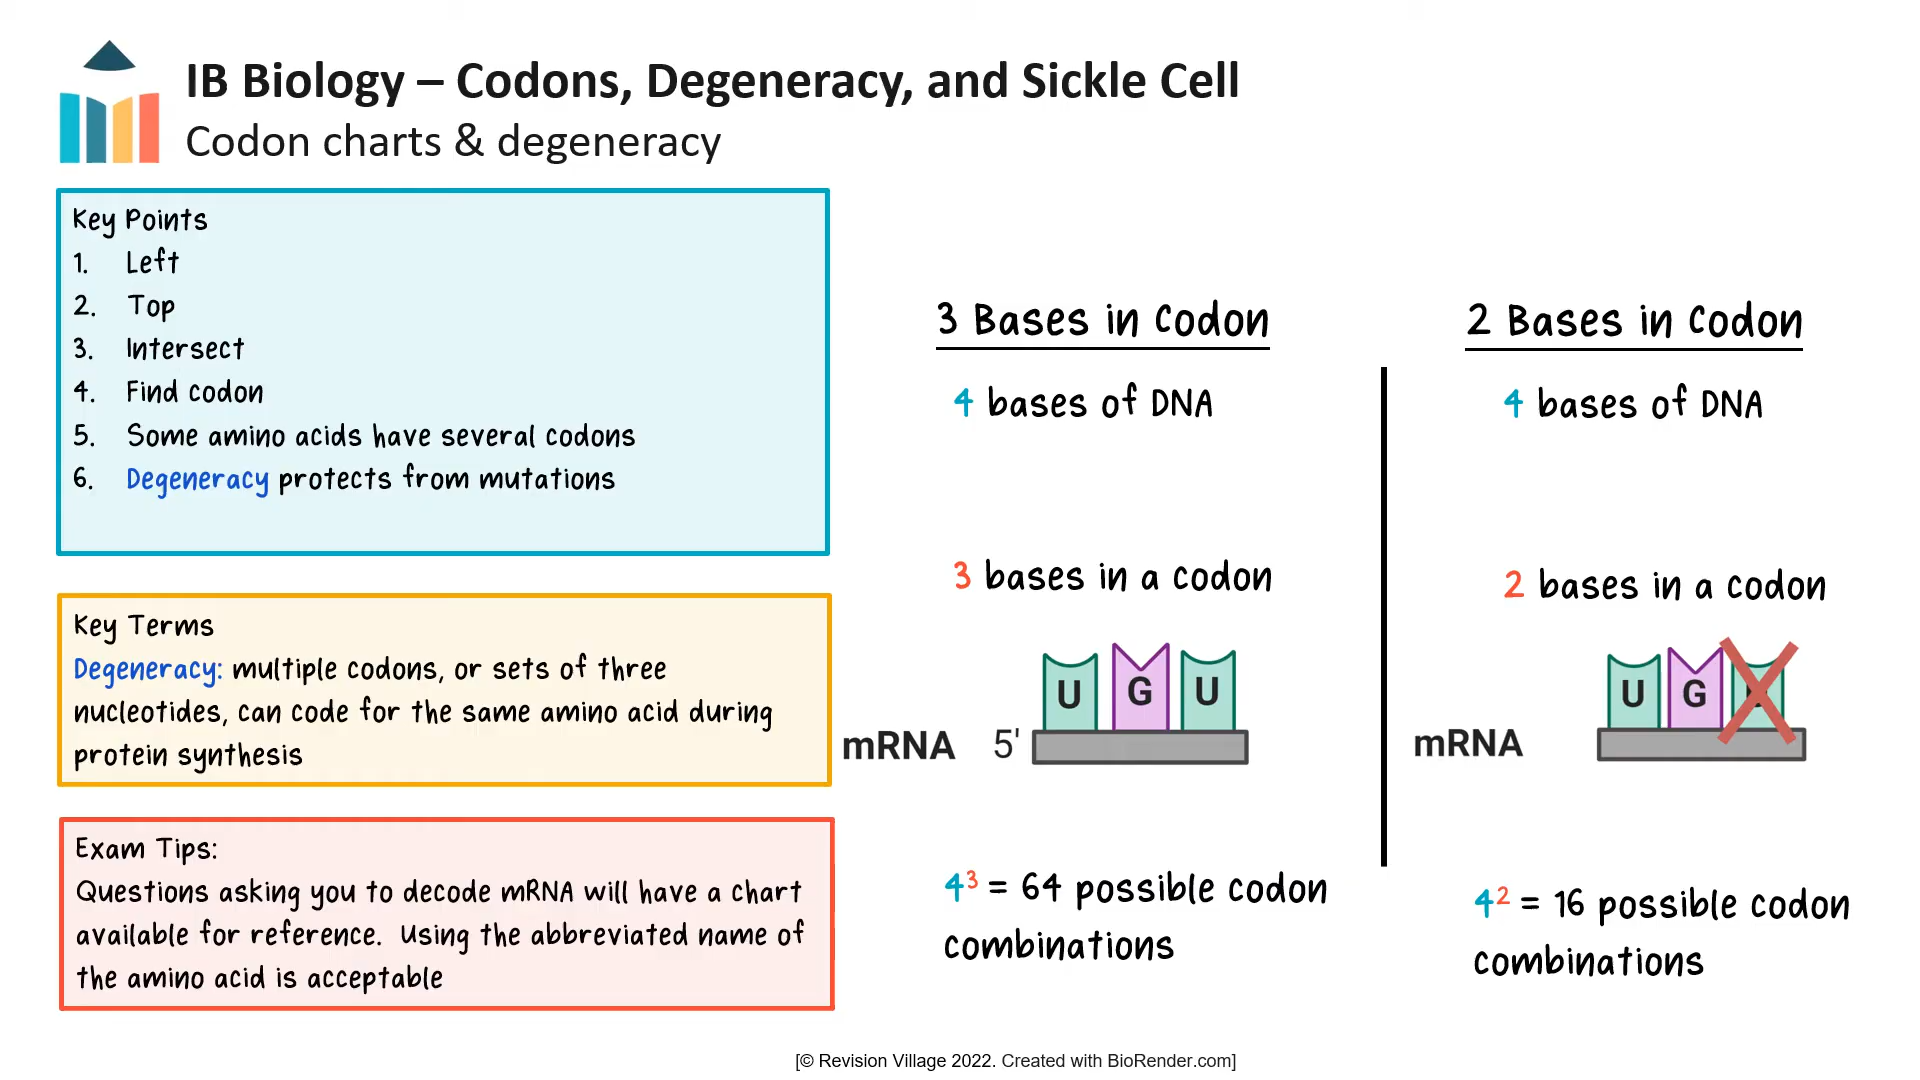 IB Biology – Codons, Degeneracy, and Sickle Cell
Codon charts & degeneracy
Key Points
1. Left
2. Top
3. Intersect
4. Find codon
5. Some amino acids have several codons
6. Degeneracy protects from mutations
Key Terms
Degeneracy: multiple codons, or sets of three
nucleotides, can code for the same amino acid during
protein synthesis
Exam Tips:
Questions asking you to decode mRNA will have a chart
available for reference. Using the abbreviated name of
the amino acid is acceptable
3 Bases in Codon
4 bases of DNA
3 bases in a codon
U G U
mRNA 5'
4³ = 64 possible codon
combinations
2 Bases in Codon
4 bases of DNA
2 bases in a codon
U G
mRNA
4² = 16 possible codon
combinations
[© Revision Village 2022. Created with BioRender.com]